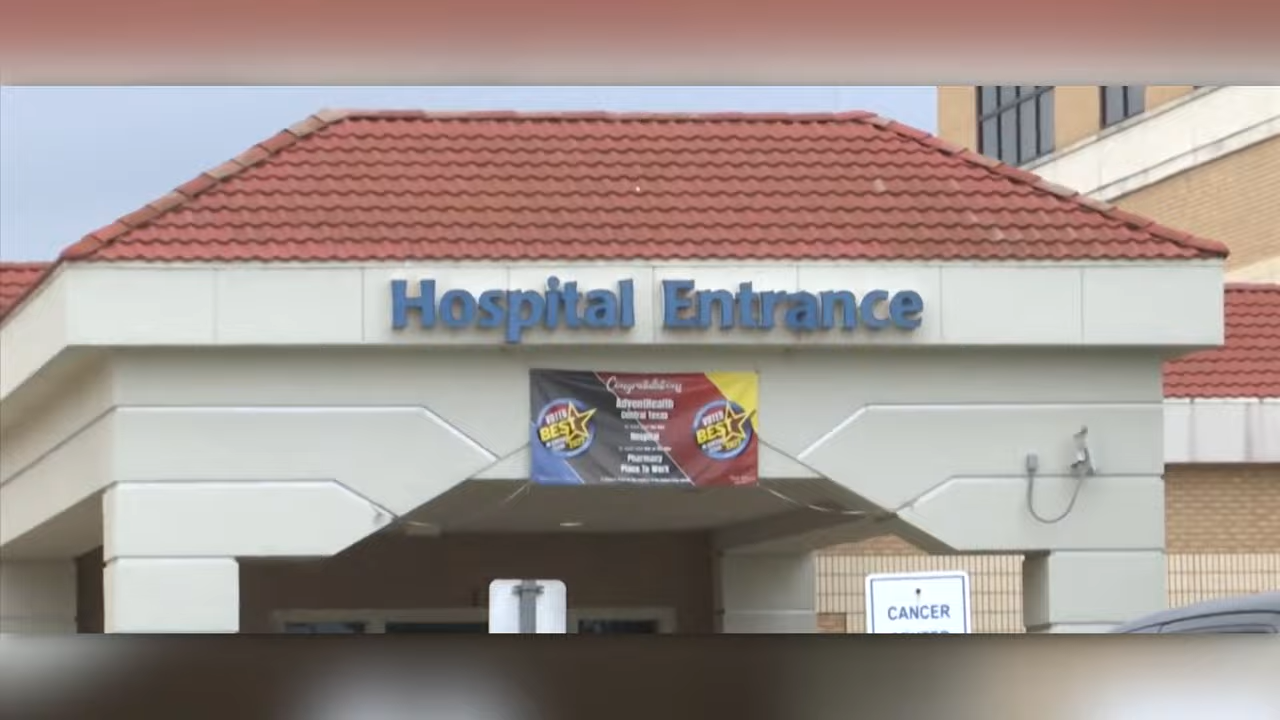 Hospital Entrance
Congratulations
AdventHealth
Central Texas
Hospital
Pharmacy
Place To Work
VOTED
BEST
VOTED
BEST
CANCER